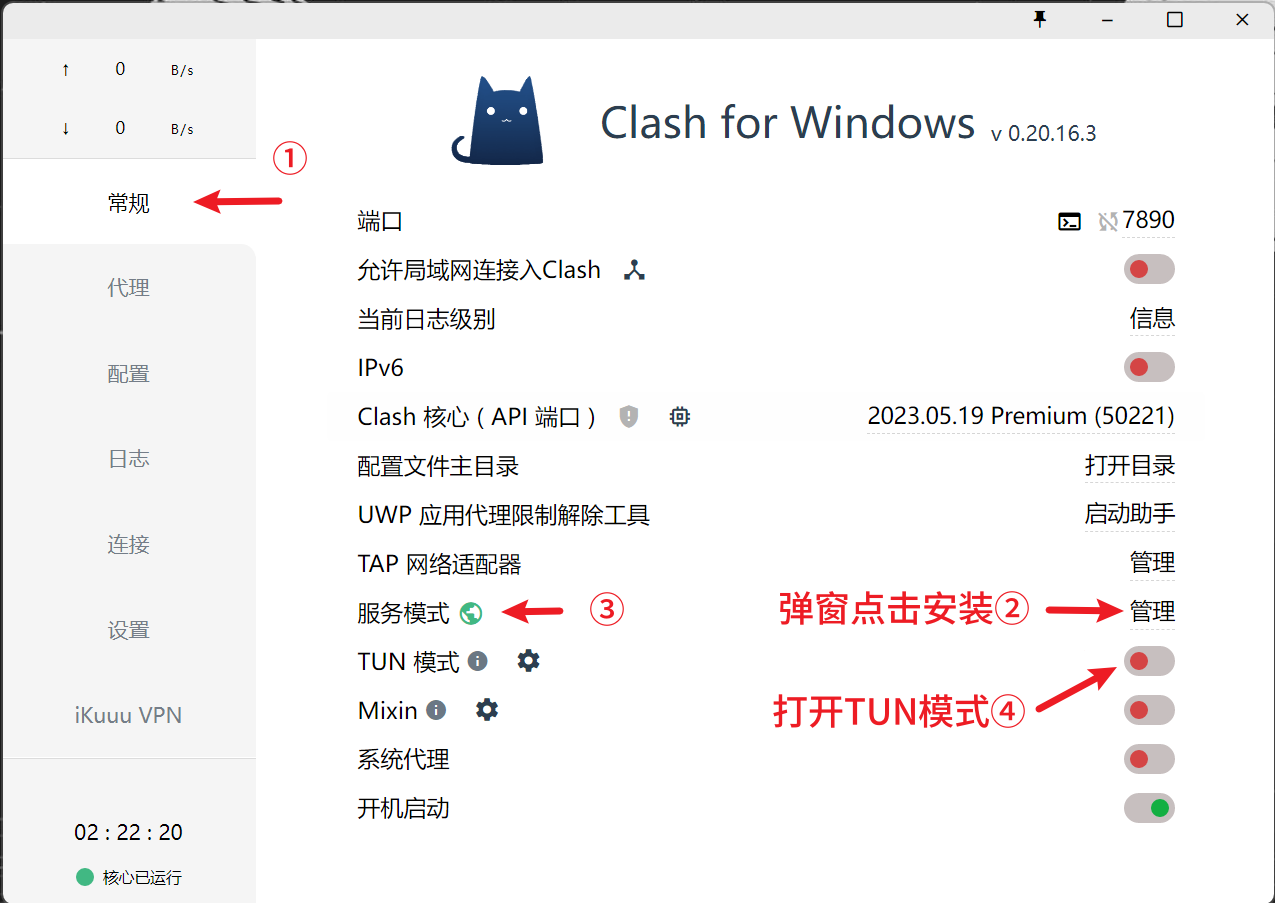 ↑ 0 B/s
↓ 0 B/s
①
常规
代理
配置
日志
连接
设置
iKuuu VPN
02 : 22 : 20
核心已运行
Clash for Windows v 0.20.16.3
端口 7890
允许局域网连接入Clash
当前日志级别 信息
IPv6
Clash 核心 ( API 端口 ) 2023.05.19 Premium (50221)
配置文件主目录 打开目录
UWP 应用代理限制解除工具 启动助手
TAP 网络适配器 管理
服务模式 ③ 弹窗点击安装② 管理
TUN 模式
打开TUN模式④
Mixin
系统代理
开机启动